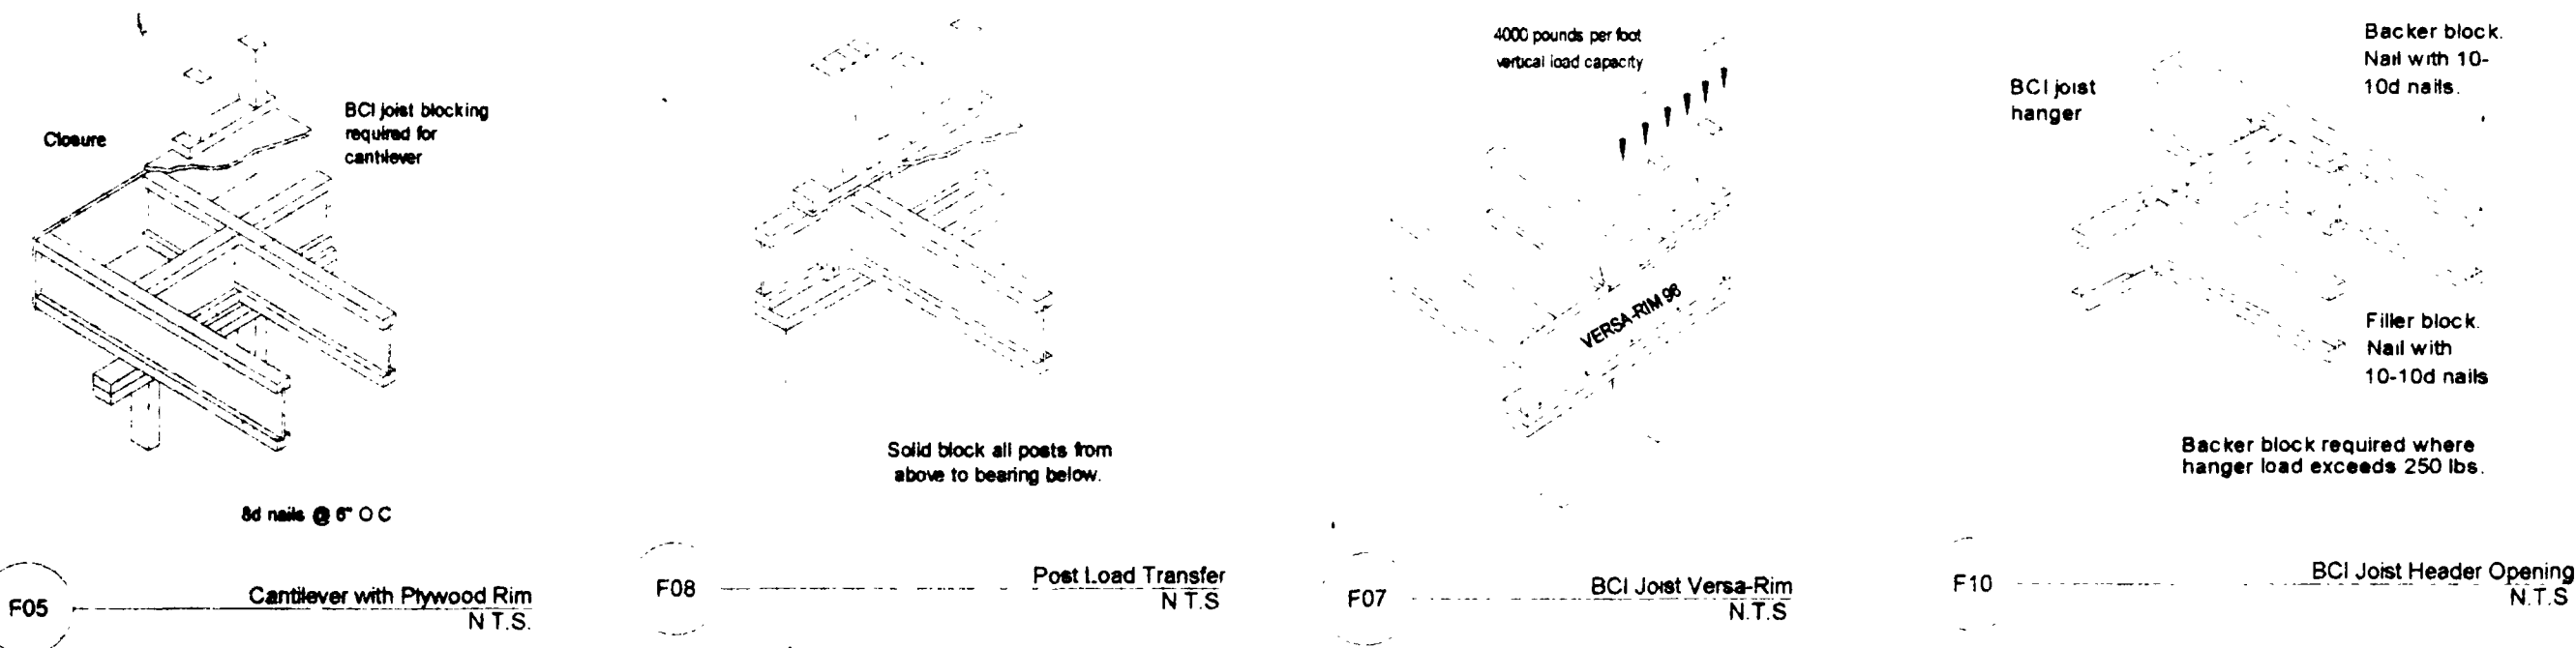 Closure
BCI joist blocking
required for
cantilever
8d nails @ 6" O C
F05
Cantilever with Plywood Rim
N T.S.
Solid block all posts from
above to bearing below.
F08
Post Load Transfer
N T.S
4000 pounds per foot
vertical load capacity
VERSA-RIM 98
F07
BCI Joist Versa-Rim
N.T.S
BCI joist
hanger
Backer block.
Nail with 10-
10d nails.
Filler block.
Nail with
10-10d nails
Backer block required where
hanger load exceeds 250 lbs.
F10
BCI Joist Header Opening
N.T.S